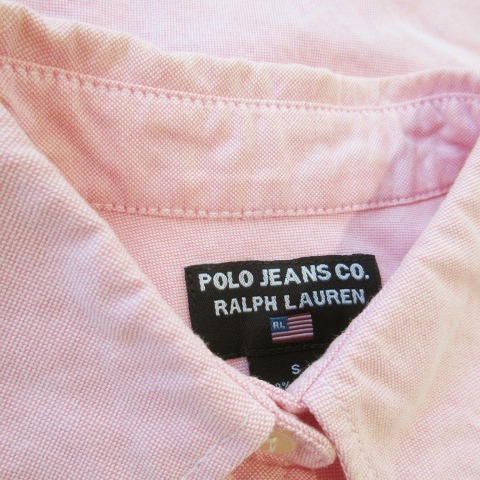 POLO JEANS CO.
RALPH LAUREN
RL
S